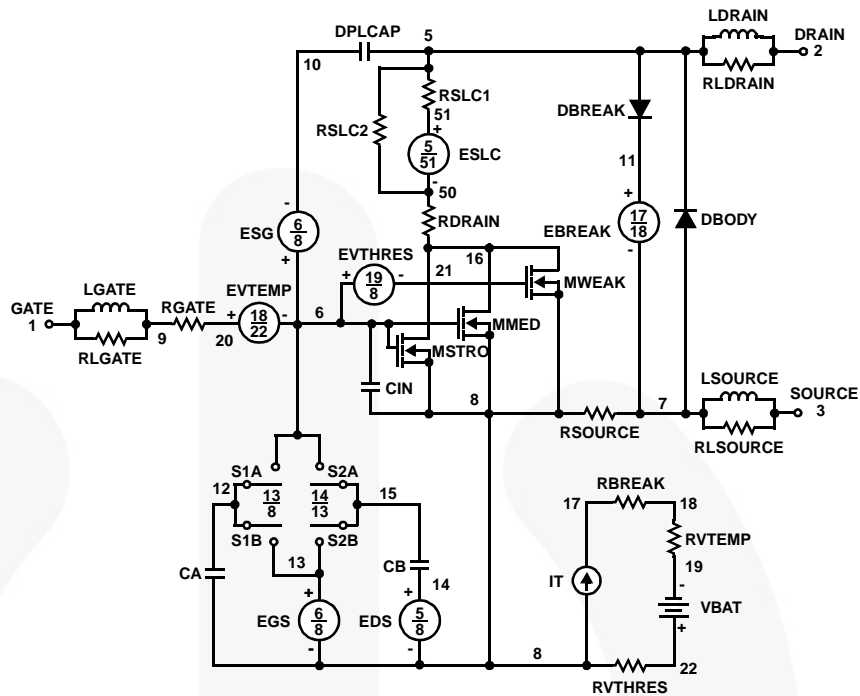 LDRAIN
DPLCAP 5 DRAIN
10 2
RSLC1 RLDRAIN
51 DBREAK
RSLC2 +
5
51 ESLC
11
- 50
- +
RDRAIN 17
18 DBODY
6
8 EBREAK
ESG
+ EVTHRES 16 -
+ 19
8 - 21 MWEAK
LGATE EVTEMP
GATE RGATE + 18
22 - 6 MMED
1
9 20 MSTRO LSOURCE
RLGATE
CIN 8 7 SOURCE
3
RSOURCE RLSOURCE
S1A S2A
12 13
8 14
13 15 RBREAK
17 18
S1B S2B RVTEMP
13 CB 19
CA 14 IT -
+ + VBAT
EGS 6
8 EDS 5
8 +
- - 8 22
RVTHRES